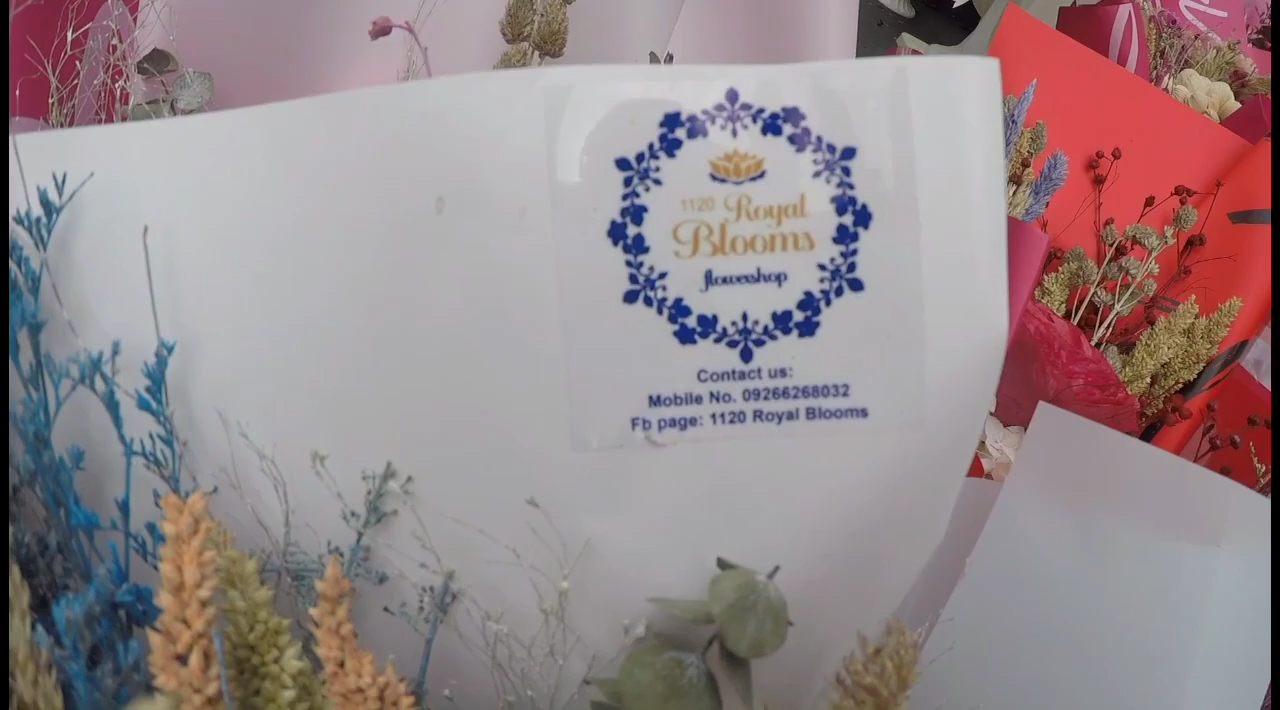 1120 Royal
Blooms
flowershop
Contact us:
Mobile No. 09266268032
Fb page: 1120 Royal Blooms